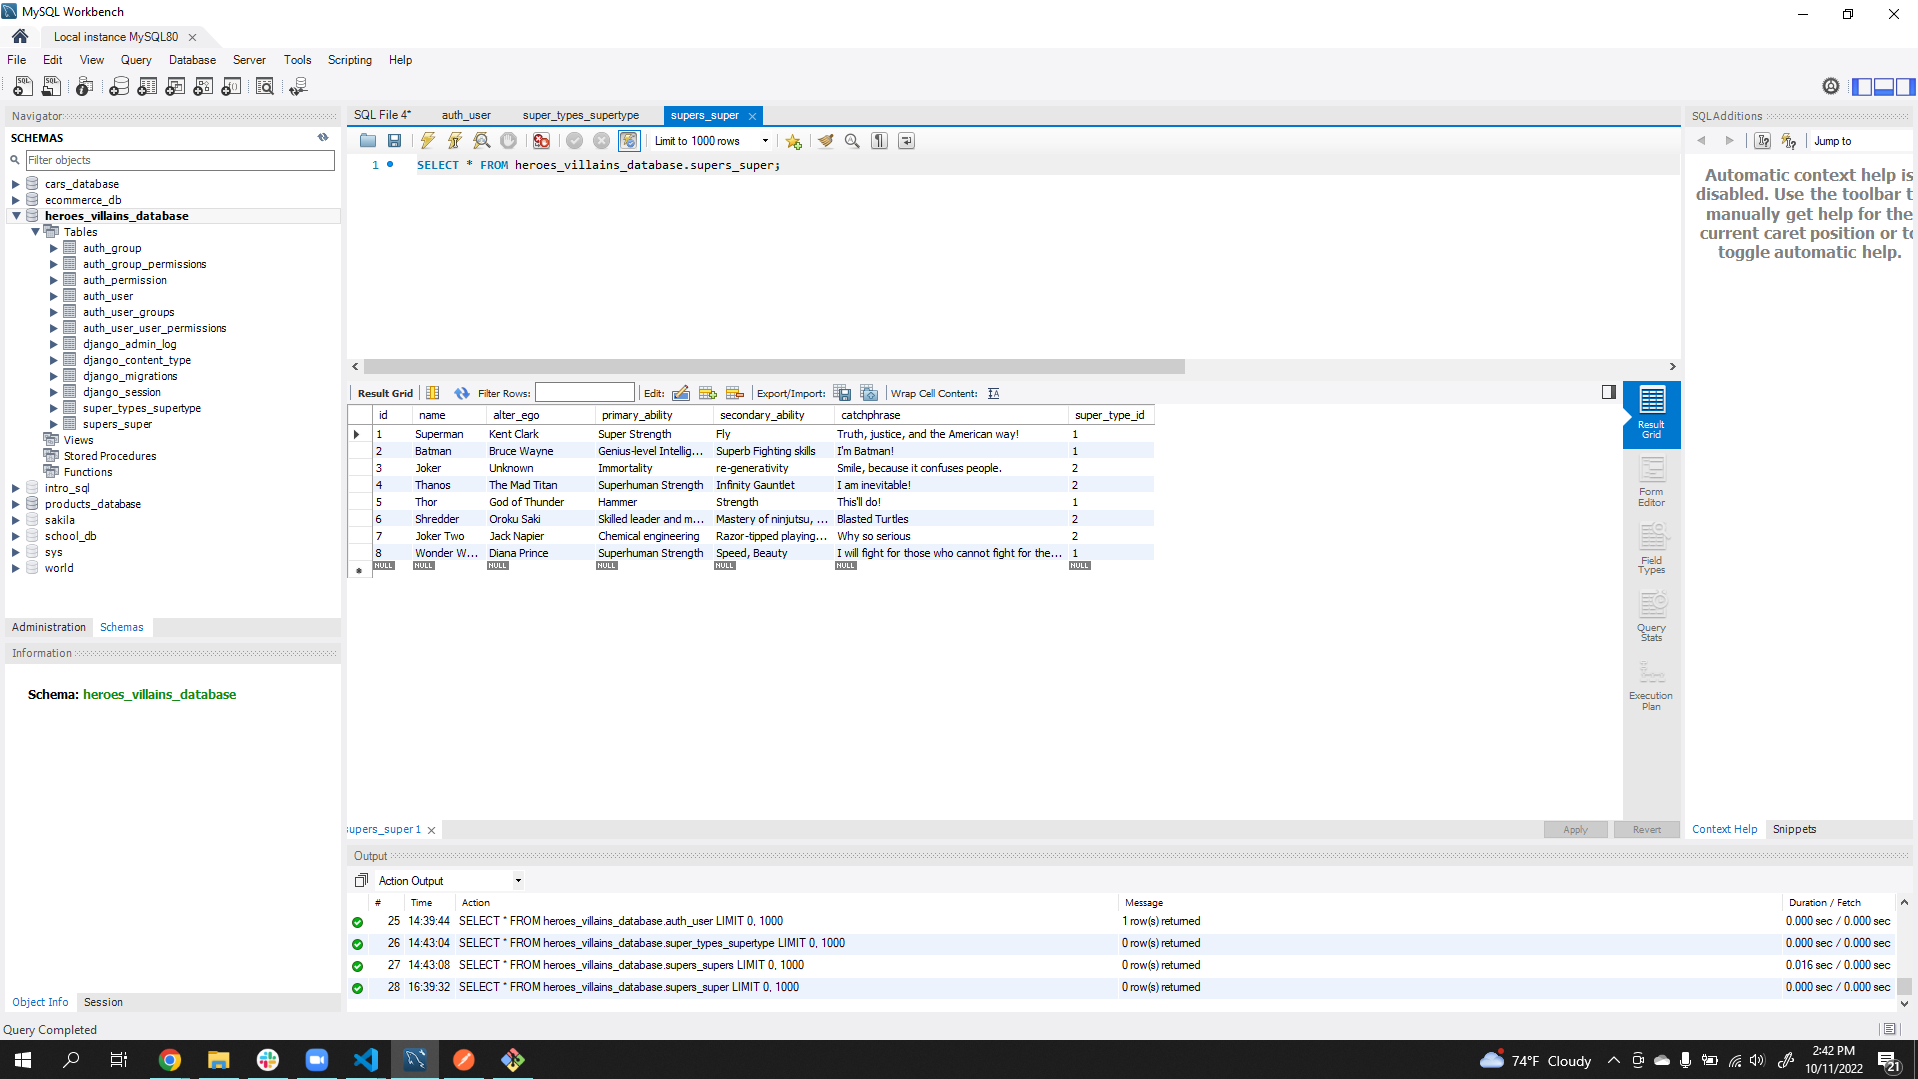 MySQL Workbench
Local instance MySQL80
File Edit View Query Database Server Tools Scripting Help
Navigator
SCHEMAS
Filter objects
cars_database
ecommerce_db
heroes_villains_database
Tables
auth_group
auth_group_permissions
auth_permission
auth_user
auth_user_groups
auth_user_user_permissions
django_admin_log
django_content_type
django_migrations
django_session
super_types_supertype
supers_super
Views
Stored Procedures
Functions
intro_sql
products_database
sakila
school_db
sys
world
Administration Schemas
Information
Schema: heroes_villains_database
Object Info Session
Query Completed
SQL File 4* auth_user super_types_supertype supers_super
Limit to 1000 rows
1 SELECT * FROM heroes_villains_database.supers_super;
Result Grid Filter Rows: Edit: Export/Import: Wrap Cell Content:
id name alter_ego primary_ability secondary_ability catchphrase super_type_id
1 Superman Kent Clark Super Strength Fly Truth, justice, and the American way! 1
2 Batman Bruce Wayne Genius-level Intellig... Superb Fighting skills I'm Batman! 1
3 Joker Unknown Immortality re-generativity Smile, because it confuses people. 2
4 Thanos The Mad Titan Superhuman Strength Infinity Gauntlet I am inevitable! 2
5 Thor God of Thunder Hammer Strength This'll do! 1
6 Shredder Oroku Saki Skilled leader and m... Mastery of ninjutsu, ... Blasted Turtles 2
7 Joker Two Jack Napier Chemical engineering Razor-tipped playing... Why so serious 2
8 Wonder W... Diana Prince Superhuman Strength Speed, Beauty I will fight for those who cannot fight for the... 1
NULL NULL NULL NULL NULL NULL NULL
Result Grid
Form Editor
Field Types
Query Stats
Execution Plan
supers_super 1
Apply Revert
SQLAdditions
Jump to
Automatic context help is
disabled. Use the toolbar t
manually get help for the
current caret position or to
toggle automatic help.
Context Help Snippets
Output
Action Output
# Time Action Message Duration / Fetch
25 14:39:44 SELECT * FROM heroes_villains_database.auth_user LIMIT 0, 1000 1 row(s) returned 0.000 sec / 0.000 sec
26 14:43:04 SELECT * FROM heroes_villains_database.super_types_supertype LIMIT 0, 1000 0 row(s) returned 0.000 sec / 0.000 sec
27 14:43:08 SELECT * FROM heroes_villains_database.supers_supers LIMIT 0, 1000 0 row(s) returned 0.016 sec / 0.000 sec
28 16:39:32 SELECT * FROM heroes_villains_database.supers_super LIMIT 0, 1000 0 row(s) returned 0.000 sec / 0.000 sec
74°F Cloudy
2:42 PM
10/11/2022
21